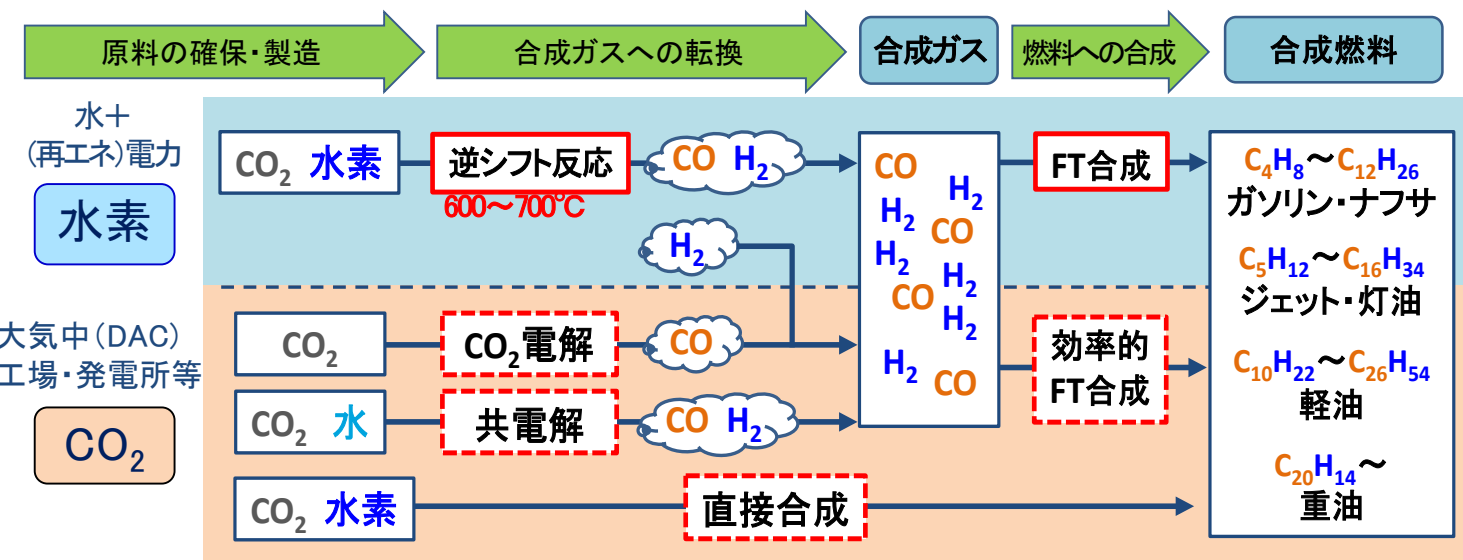 原料の確保・製造
合成ガスへの転換
合成ガス
燃料への合成
合成燃料
水＋
(再エネ)電力
水素
大気中(DAC)
工場・発電所等
CO₂
CO₂ 水素
逆シフト反応
600～700℃
CO H₂
H₂
CO₂
CO₂電解
CO
CO₂ 水
共電解
CO H₂
CO₂ 水素
直接合成
CO
H₂
H₂
CO
H₂
H₂
CO
H₂
H₂
CO
FT合成
効率的
FT合成
C₄H₈～C₁₂H₂₆
ガソリン・ナフサ
C₅H₁₂～C₁₆H₃₄
ジェット・灯油
C₁₀H₂₂～C₂₆H₅₄
軽油
C₂₀H₁₄～
重油